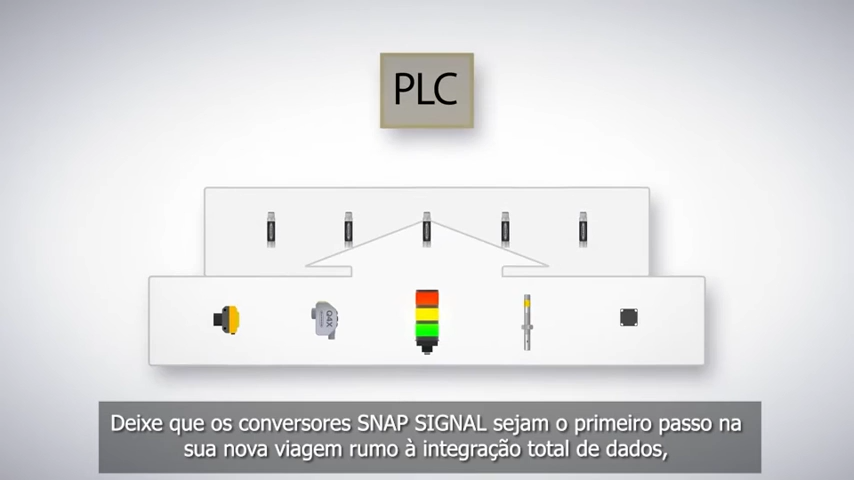 PLC
Q4X
Deixe que os conversores SNAP SIGNAL sejam o primeiro passo na
sua nova viagem rumo à integração total de dados,